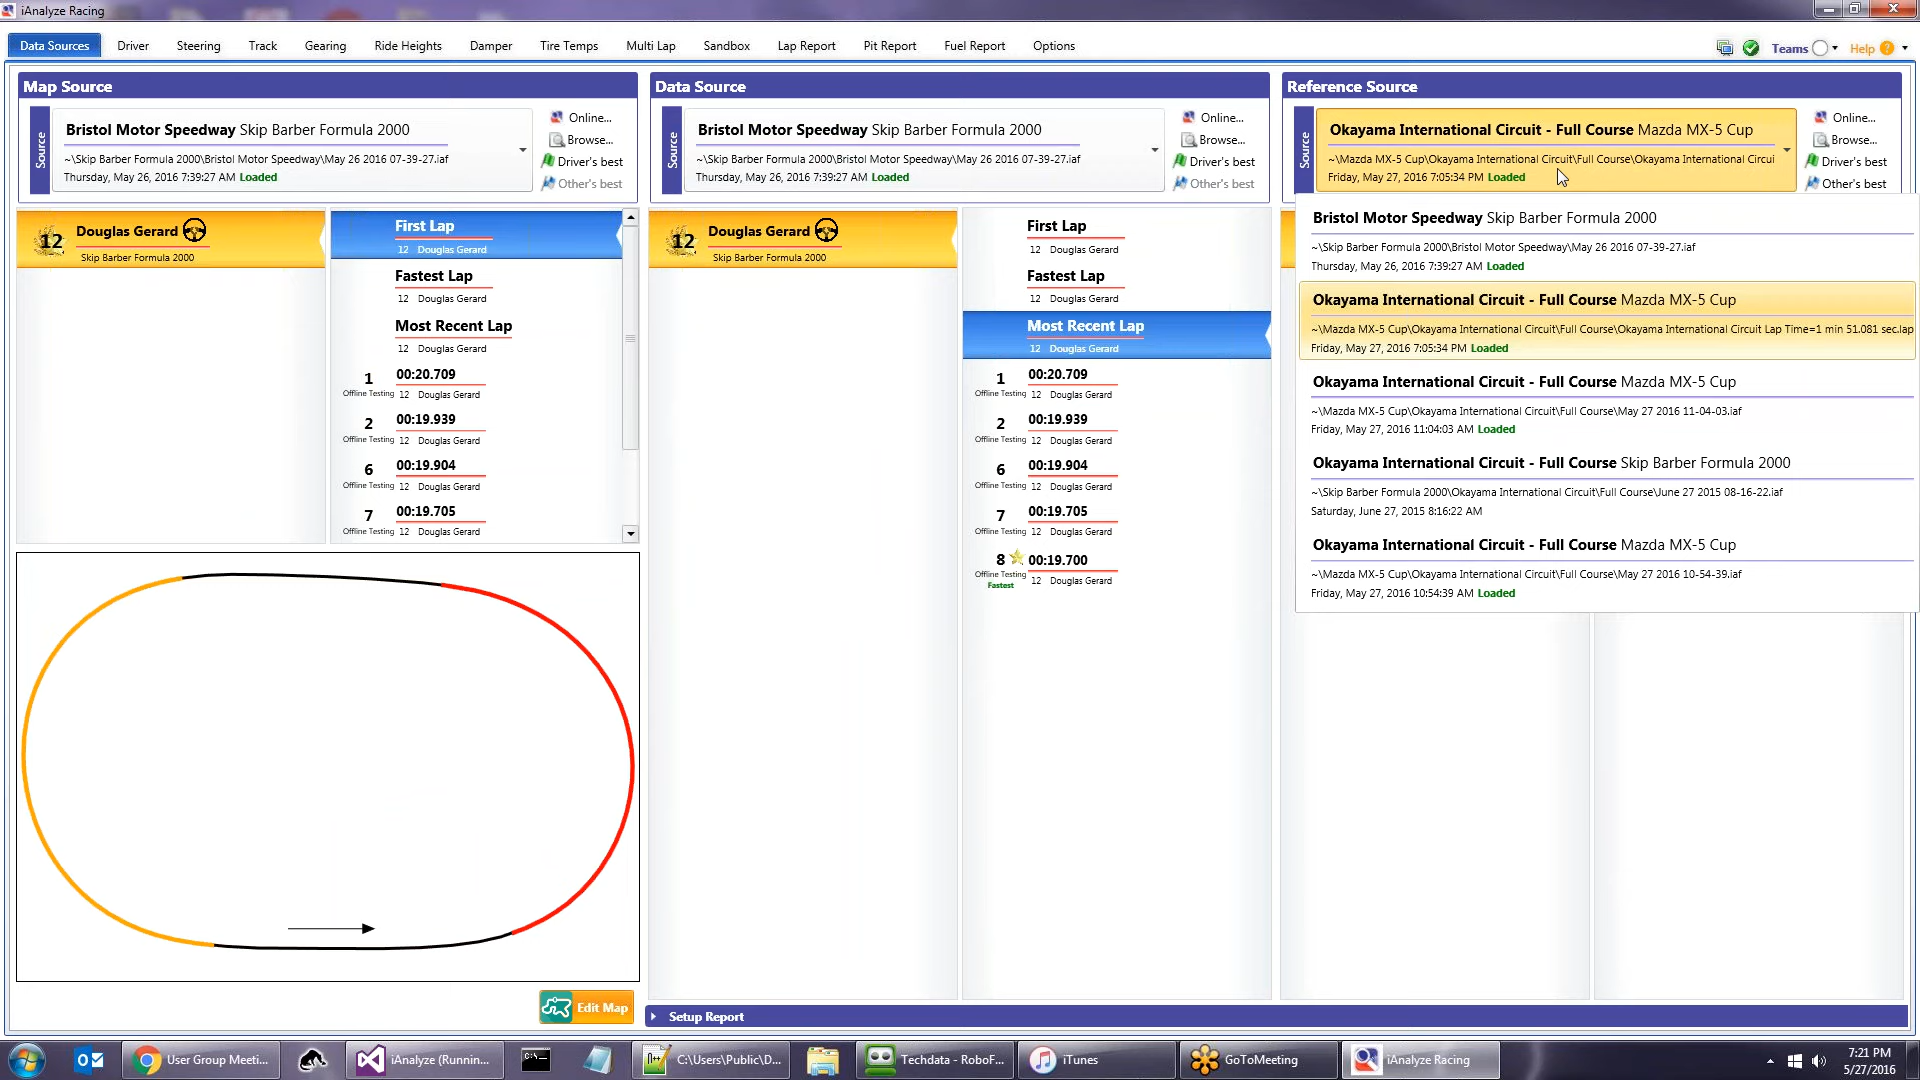 iAnalyze Racing
Data Sources Driver Steering Track Gearing Ride Heights Damper Tire Temps Multi Lap Sandbox Lap Report Pit Report Fuel Report Options Teams Help ?
Map Source
Source
Bristol Motor Speedway Skip Barber Formula 2000
~\Skip Barber Formula 2000\Bristol Motor Speedway\May 26 2016 07-39-27.iaf
Thursday, May 26, 2016 7:39:27 AM Loaded
Online...
Browse...
Driver's best
Other's best
12 Douglas Gerard
Skip Barber Formula 2000
First Lap
12 Douglas Gerard
Fastest Lap
12 Douglas Gerard
Most Recent Lap
12 Douglas Gerard
1 00:20.709
Offline Testing 12 Douglas Gerard
2 00:19.939
Offline Testing 12 Douglas Gerard
6 00:19.904
Offline Testing 12 Douglas Gerard
7 00:19.705
Offline Testing 12 Douglas Gerard
Edit Map
Data Source
Source
Bristol Motor Speedway Skip Barber Formula 2000
~\Skip Barber Formula 2000\Bristol Motor Speedway\May 26 2016 07-39-27.iaf
Thursday, May 26, 2016 7:39:27 AM Loaded
Online...
Browse...
Driver's best
Other's best
12 Douglas Gerard
Skip Barber Formula 2000
First Lap
12 Douglas Gerard
Fastest Lap
12 Douglas Gerard
Most Recent Lap
12 Douglas Gerard
1 00:20.709
Offline Testing 12 Douglas Gerard
2 00:19.939
Offline Testing 12 Douglas Gerard
6 00:19.904
Offline Testing 12 Douglas Gerard
7 00:19.705
Offline Testing 12 Douglas Gerard
8 00:19.700
Offline Testing 12 Douglas Gerard
Fastest
Setup Report
Reference Source
Source
Okayama International Circuit - Full Course Mazda MX-5 Cup
~\Mazda MX-5 Cup\Okayama International Circuit\Full Course\Okayama International Circui
Friday, May 27, 2016 7:05:34 PM Loaded
Online...
Browse...
Driver's best
Other's best
Bristol Motor Speedway Skip Barber Formula 2000
~\Skip Barber Formula 2000\Bristol Motor Speedway\May 26 2016 07-39-27.iaf
Thursday, May 26, 2016 7:39:27 AM Loaded
Okayama International Circuit - Full Course Mazda MX-5 Cup
~\Mazda MX-5 Cup\Okayama International Circuit\Full Course\Okayama International Circuit Lap Time=1 min 51.081 sec.lap
Friday, May 27, 2016 7:05:34 PM Loaded
Okayama International Circuit - Full Course Mazda MX-5 Cup
~\Mazda MX-5 Cup\Okayama International Circuit\Full Course\May 27 2016 11-04-03.iaf
Friday, May 27, 2016 11:04:03 AM Loaded
Okayama International Circuit - Full Course Skip Barber Formula 2000
~\Skip Barber Formula 2000\Okayama International Circuit\Full Course\June 27 2015 08-16-22.iaf
Saturday, June 27, 2015 8:16:22 AM
Okayama International Circuit - Full Course Mazda MX-5 Cup
~\Mazda MX-5 Cup\Okayama International Circuit\Full Course\May 27 2016 10-54-39.iaf
Friday, May 27, 2016 10:54:39 AM Loaded
User Group Meeti... iAnalyze (Runnin... C:\Users\Public\D... Techdata - RoboF... iTunes GoToMeeting iAnalyze Racing
7:21 PM
5/27/2016